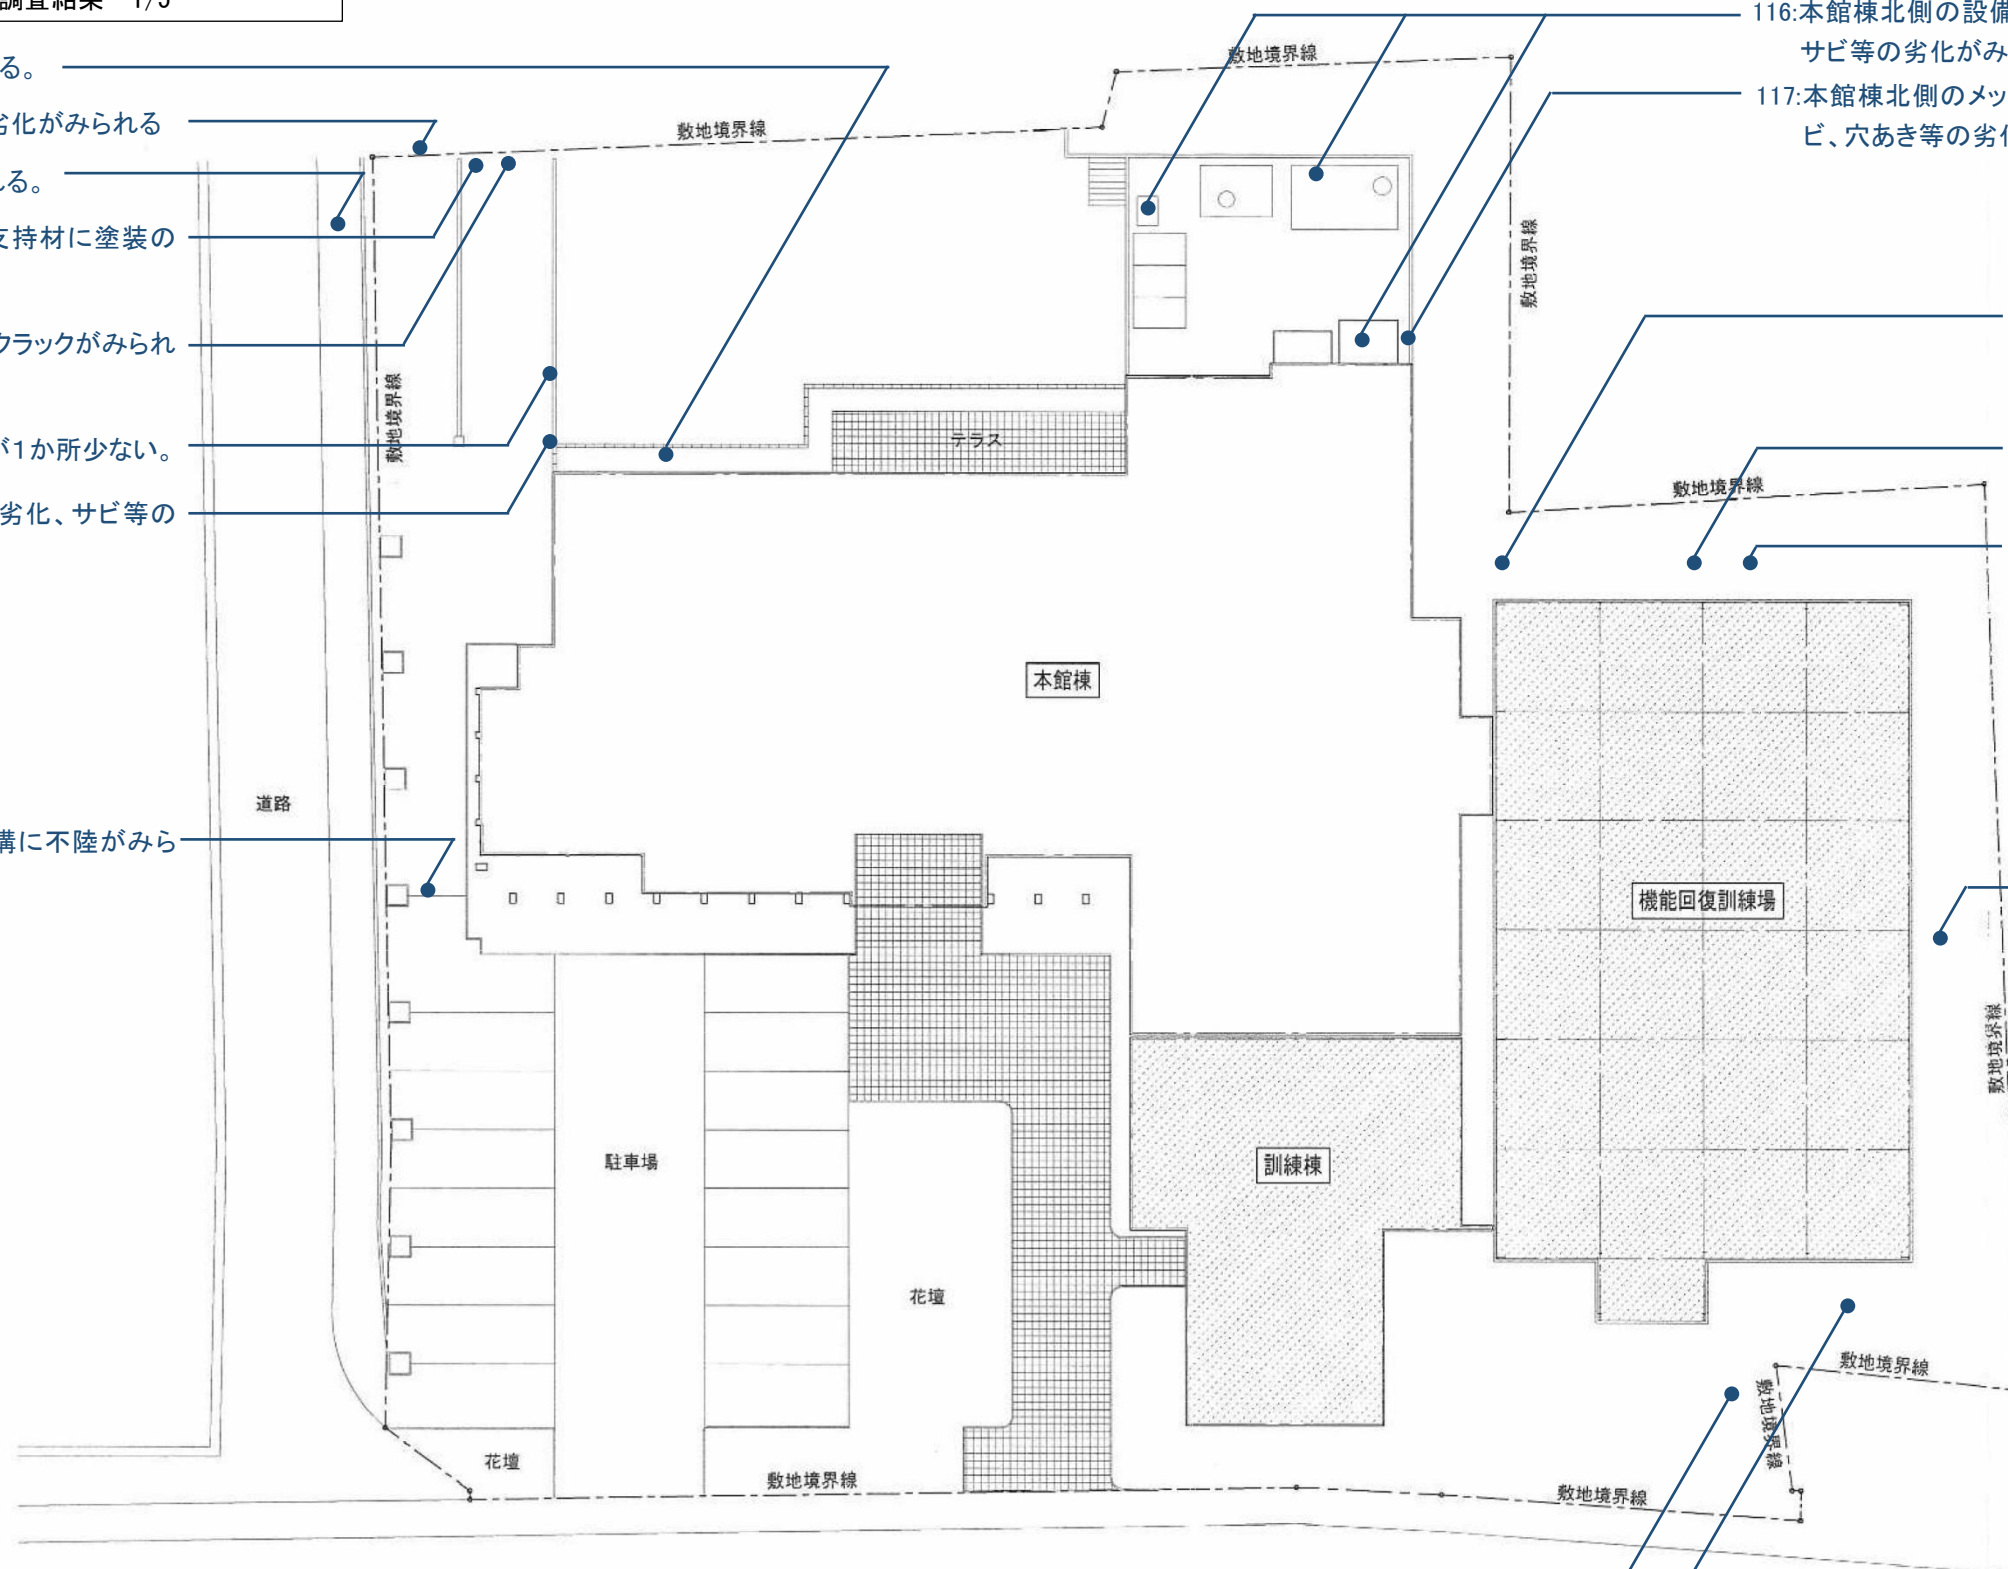 調査結果 1/5
116:本館棟北側の設備
サビ等の劣化がみ
117:本館棟北側のメッ
ビ、穴あき等の劣化
る。
劣化がみられる
れる。
支持材に塗装の
クラックがみられ
が1か所少ない。
劣化、サビ等の
溝に不陸がみら
敷地境界線
敷地境界線
敷地境界線
敷地境界線
敷地境界線
テラス
本館棟
道路
機能回復訓練場
敷地境界線
駐車場
訓練棟
花壇
敷地境界線
敷地境界線
花壇
敷地境界線
敷地境界線